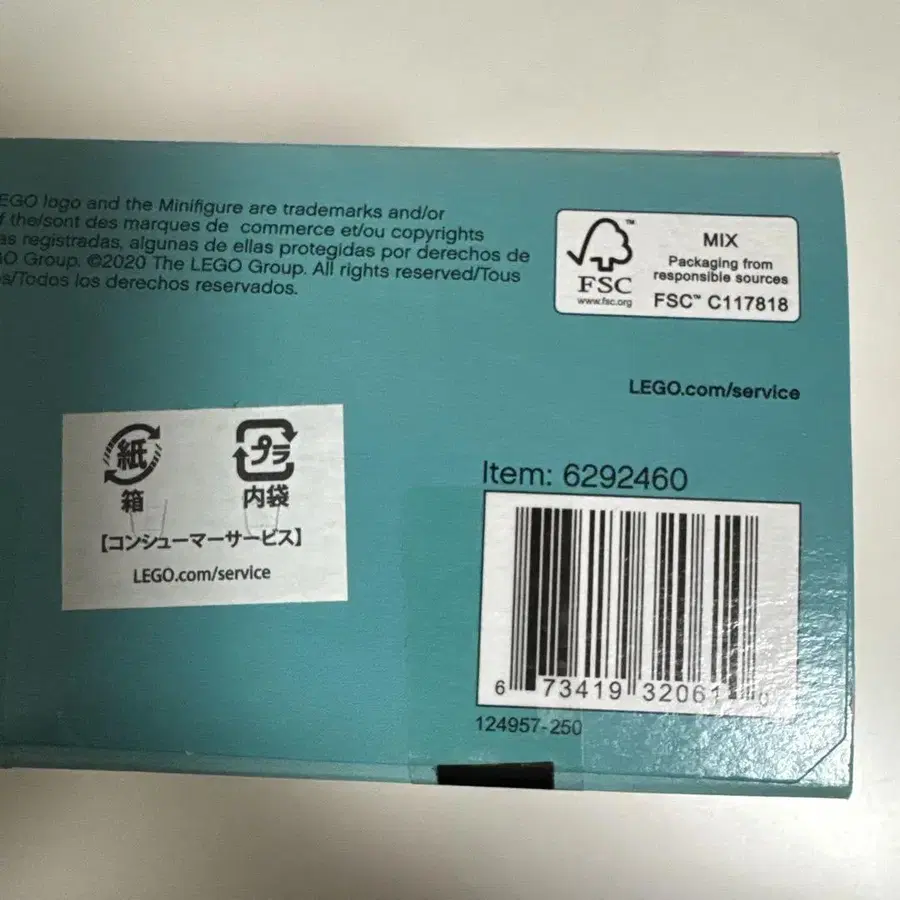 EGO logo and the Minifigure are trademarks and/or
f the/sont des marques de commerce et/ou copyrights
as registradas, algunas de ellas protegidas por derechos de
GO Group. ©2020 The LEGO Group. All rights reserved/Tous
os/Todos los derechos reservados.
FSC™
www.fsc.org
MIX
Packaging from
responsible sources
FSC™ C117818
LEGO.com/service
紙
箱
プラ
内袋
【コンシューマーサービス】
LEGO.com/service
Item: 6292460
6 73419 32061 6
124957-250